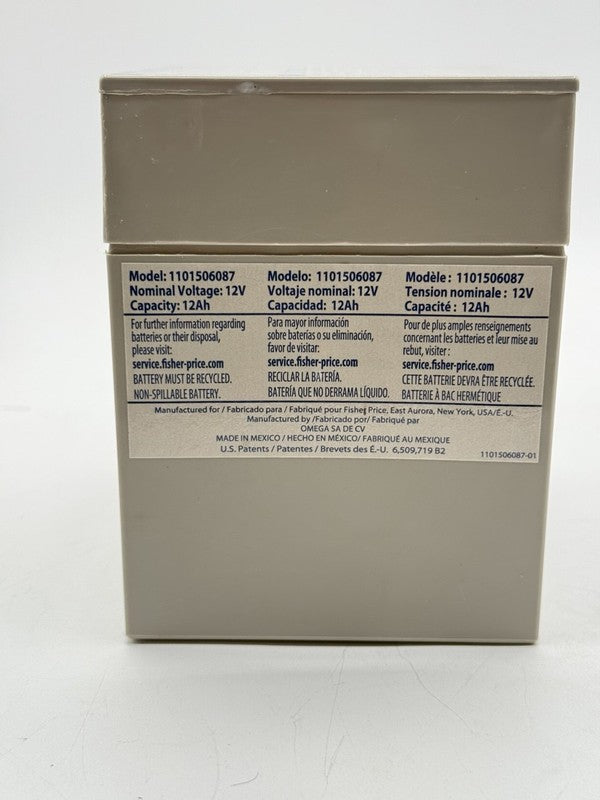 Model: 1101506087
Nominal Voltage: 12V
Capacity: 12Ah
For further information regarding
batteries or their disposal,
please visit:
service.fisher-price.com
BATTERY MUST BE RECYCLED.
NON-SPILLABLE BATTERY.
Modelo: 1101506087
Voltaje nominal: 12V
Capacidad: 12Ah
Para mayor información
sobre baterías o su eliminación,
favor de visitar:
service.fisher-price.com
RECICLAR LA BATERÍA.
BATERÍA QUE NO DERRAMA LÍQUIDO.
Modèle : 1101506087
Tension nominale : 12V
Capacité : 12Ah
Pour de plus amples renseignements
concernant les batteries et leur mise au
rebut, visiter :
service.fisher-price.com
CETTE BATTERIE DEVRA ÊTRE RECYCLÉE.
BATTERIE À BAC HERMÉTIQUE
Manufactured for / Fabricado para / Fabriqué pour Fisher Price, East Aurora, New York, USA/É.-U.
Manufactured by/Fabricado por/ Fabriqué par
OMEGA SA DE CV
MADE IN MEXICO / HECHO EN MÉXICO/ FABRIQUÉ AU MEXIQUE
U.S. Patents / Patentes / Brevets des É.-U. 6,509,719 B2
1101506087-01